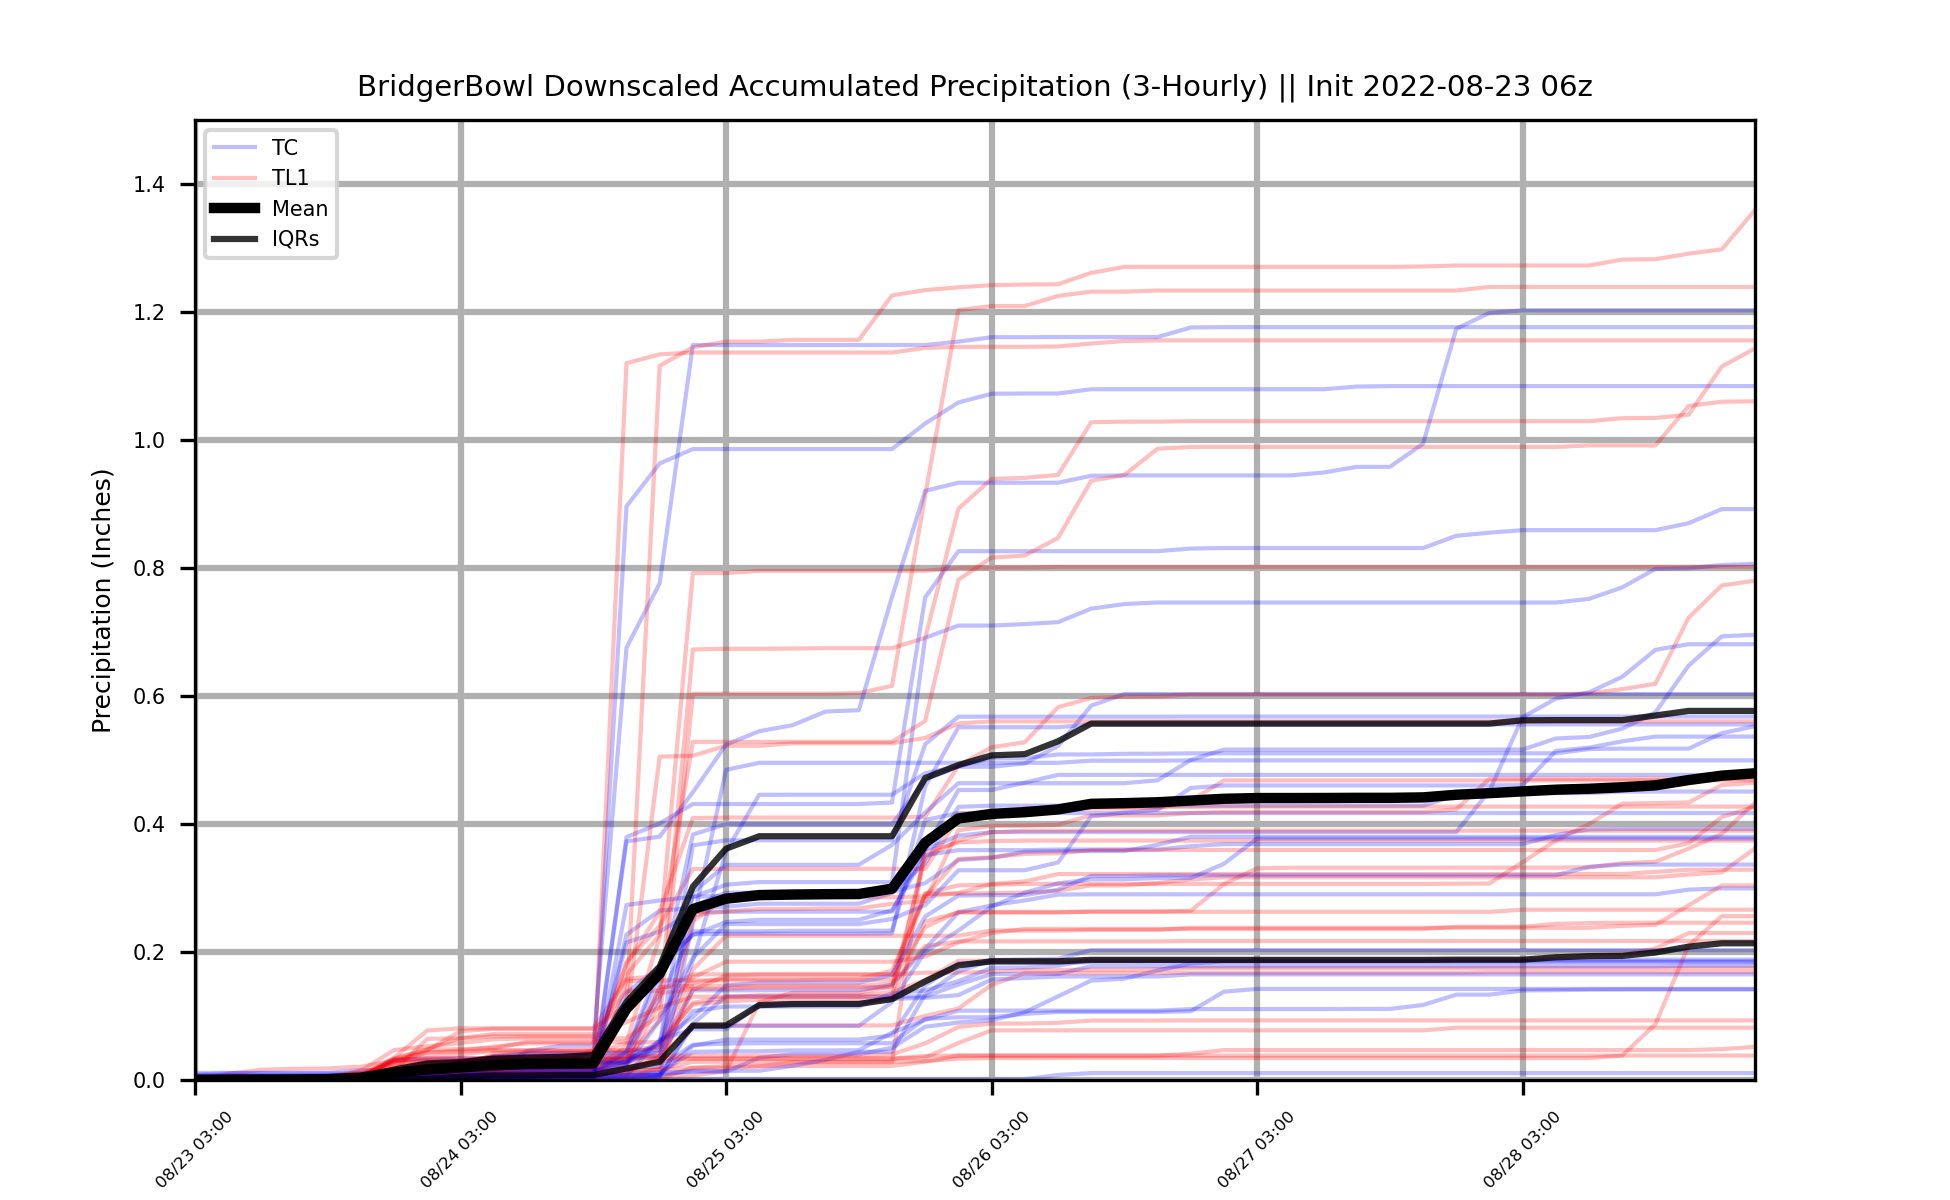 BridgerBowl Downscaled Accumulated Precipitation (3-Hourly) || Init 2022-08-23 06z
TC
TL1
Mean
IQRs
1.4
1.2
1.0
0.8
0.6
0.4
0.2
0.0
Precipitation (Inches)
08/23 03:00
08/24 03:00
08/25 03:00
08/26 03:00
08/27 03:00
08/28 03:00